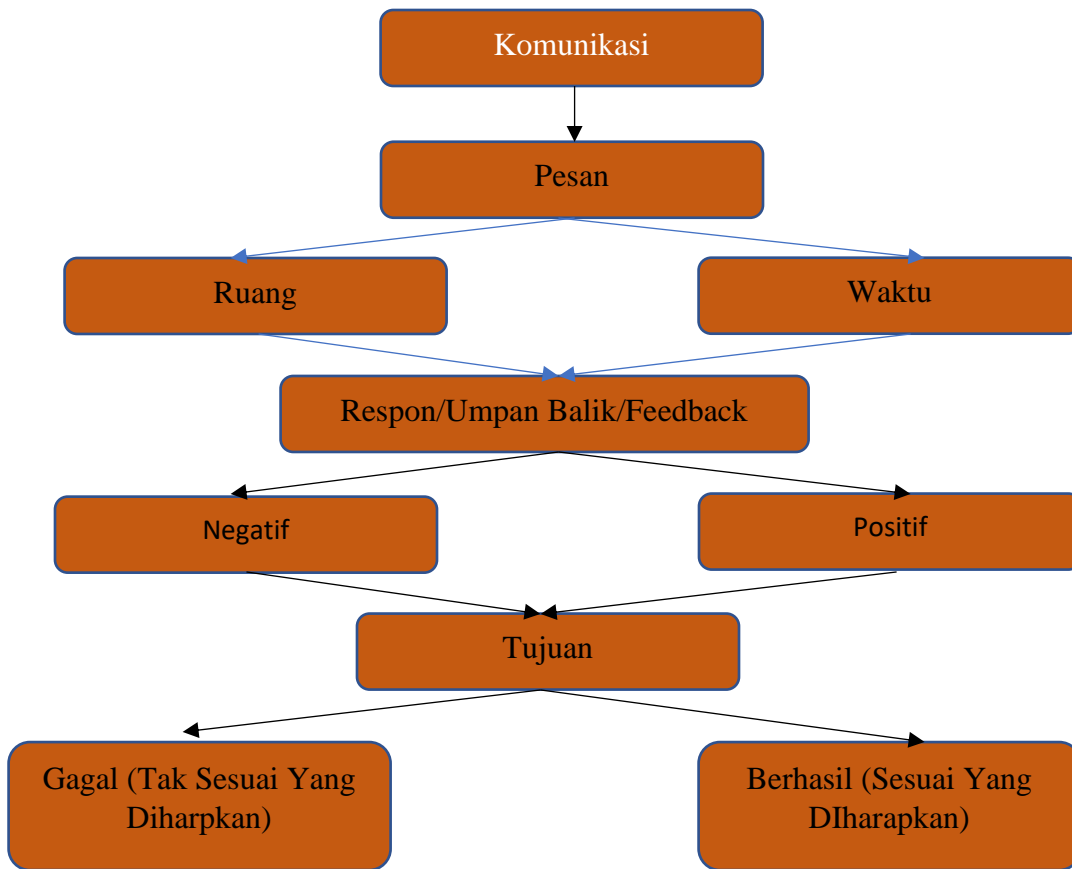 Komunikasi
Pesan
Ruang
Waktu
Respon/Umpan Balik/Feedback
Negatif
Positif
Tujuan
Gagal (Tak Sesuai Yang
Diharpkan)
Berhasil (Sesuai Yang
DIharapkan)